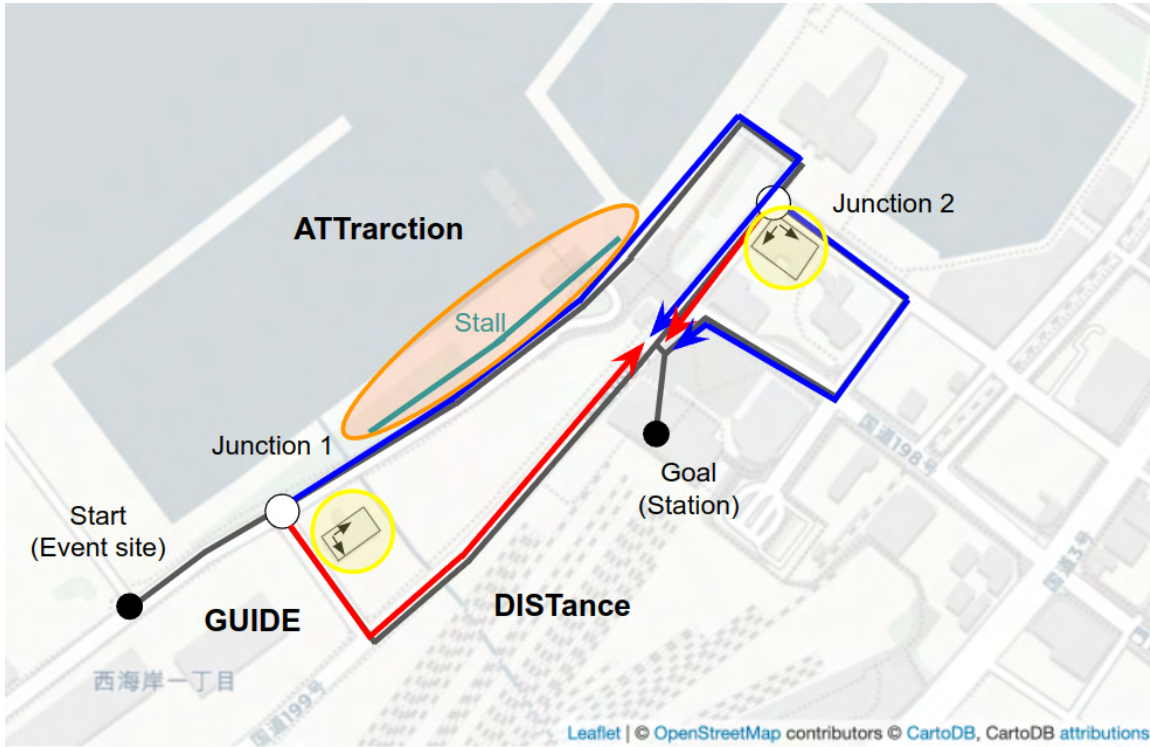 Junction 2
ATTrarction
Stall
Junction 1
国道198号
Goal
(Station)
Start
(Event site)
国道3号
DISTance
GUIDE
西海岸一丁目
国道199号
Leaflet | © OpenStreetMap contributors © CartoDB, CartoDB attributions